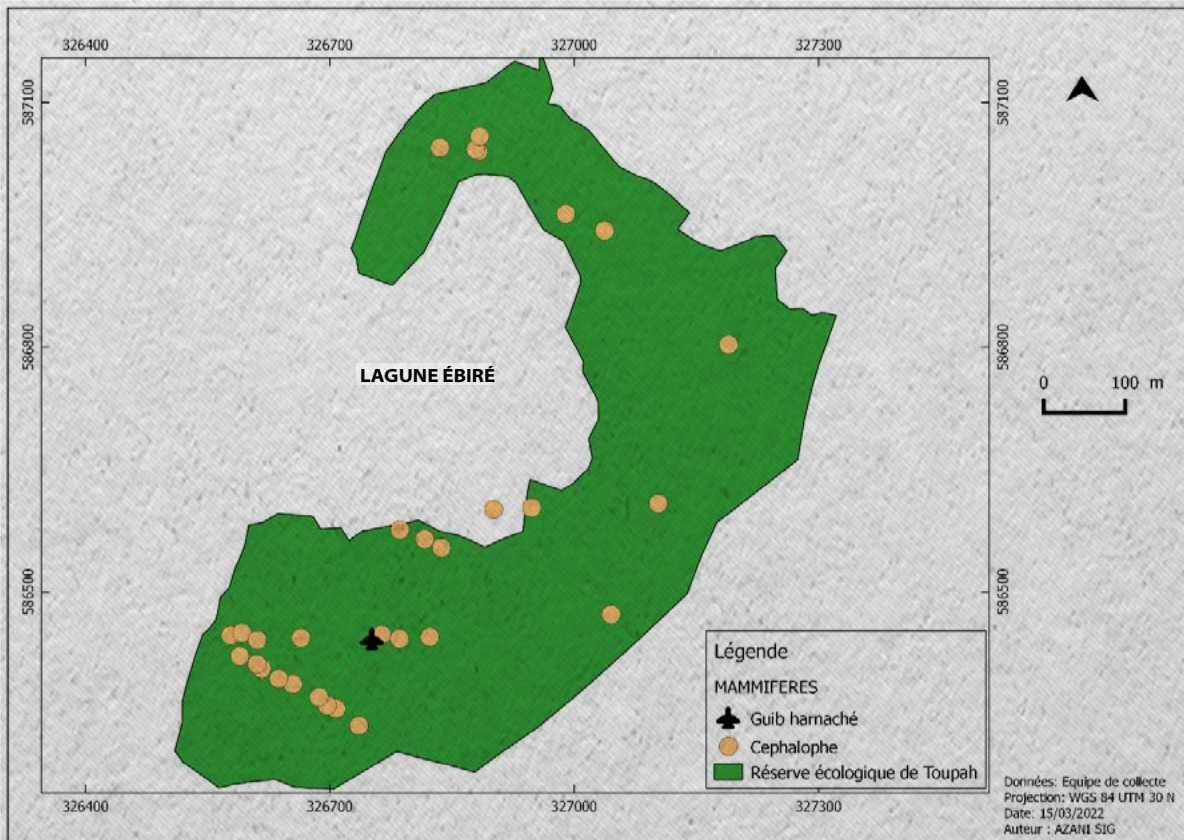 326400 326700 327000 327300
587100 587100
586800 586800
LAGUNE ÉBIRÉ
0 100 m
586500 586500
Légende
MAMMIFERES
Guib harnaché
Cephalophe
Réserve écologique de Toupah
326400 326700 327000 327300
Données: Equipe de collecte
Projection: WGS 84 UTM 30 N
Date: 15/03/2022
Auteur : AZANI SIG